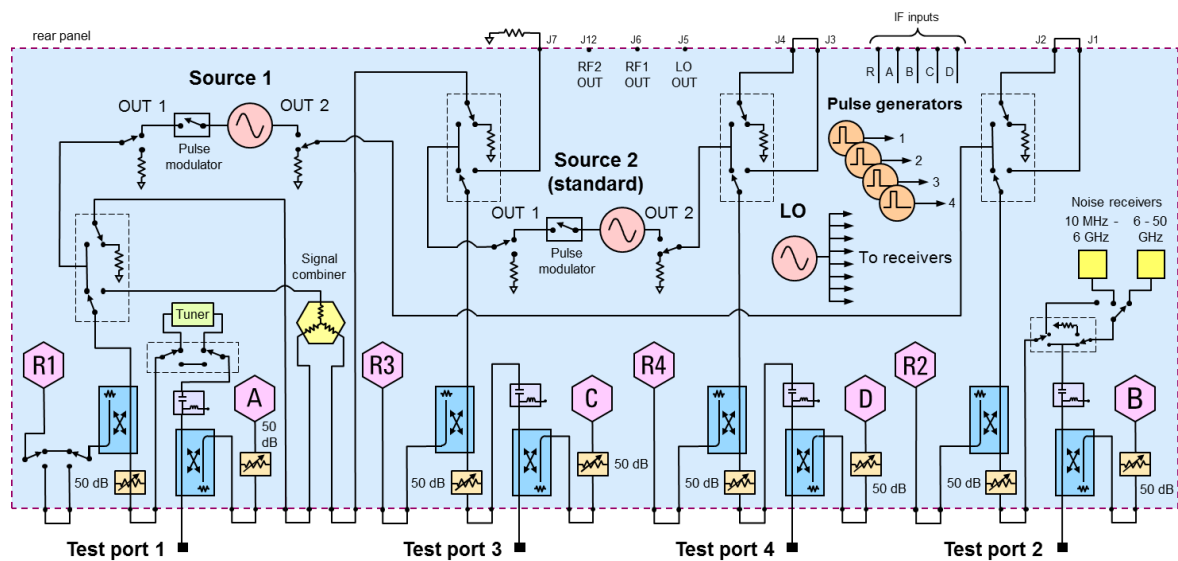 IF inputs
rear panel
J7
J12
J6
J5
J4
J3
J2
J1
RF2
OUT
RF1
OUT
LO
OUT
R
A
B
C
D
Source 1
OUT 1
OUT 2
Pulse
modulator
Pulse generators
1
2
3
4
Source 2
(standard)
OUT 1
OUT 2
Pulse
modulator
LO
To receivers
Noise receivers
10 MHz -
6 GHz
6 - 50
GHz
Signal
combiner
Tuner
R1
A
R3
C
R4
D
R2
B
50
dB
50 dB
50 dB
50 dB
50 dB
50 dB
50 dB
50 dB
Test port 1
Test port 3
Test port 4
Test port 2